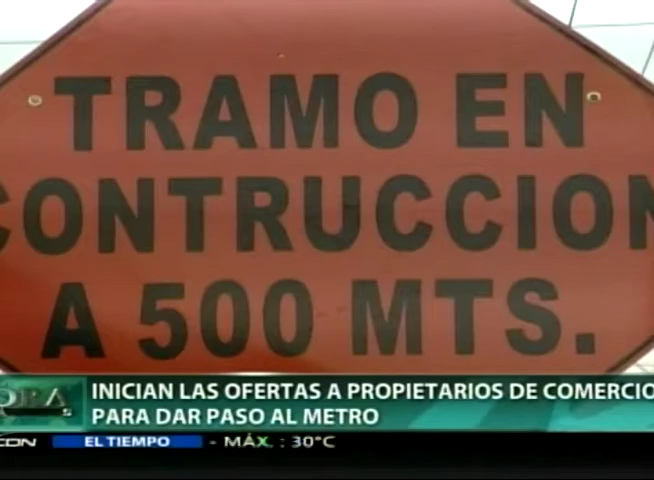 TRAMO EN
CONTRUCCION
A 500 MTS.
INICIAN LAS OFERTAS A PROPIETARIOS DE COMERCIO
PARA DAR PASO AL METRO
EL TIEMPO - MÁX. : 30°C